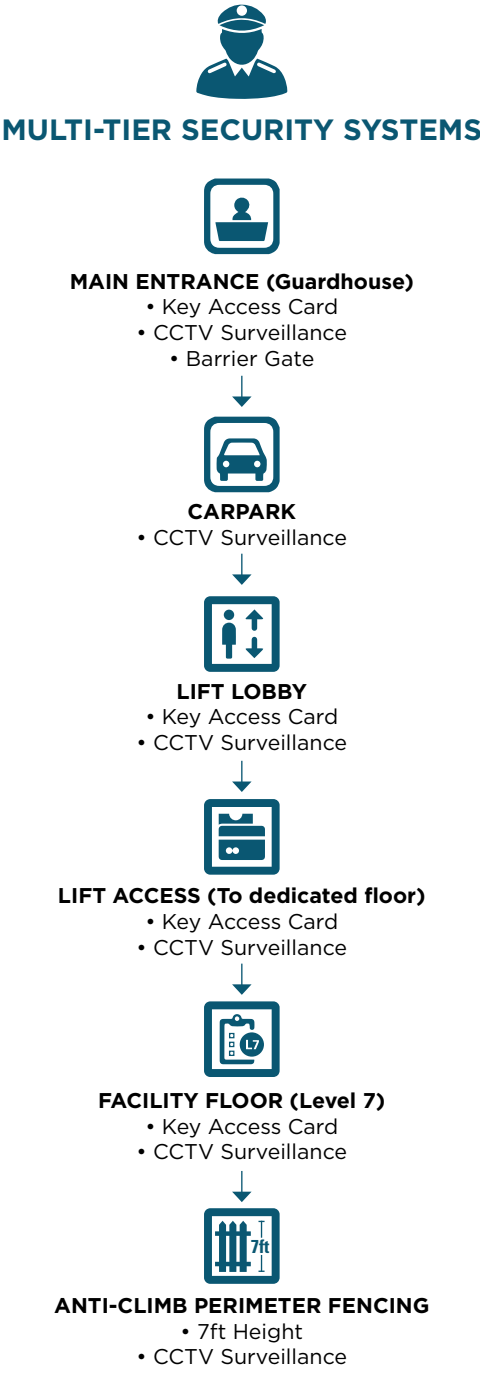 MULTI-TIER SECURITY SYSTEMS
MAIN ENTRANCE (Guardhouse)
• Key Access Card
• CCTV Surveillance
• Barrier Gate
CARPARK
• CCTV Surveillance
LIFT LOBBY
• Key Access Card
• CCTV Surveillance
LIFT ACCESS (To dedicated floor)
• Key Access Card
• CCTV Surveillance
L7
FACILITY FLOOR (Level 7)
• Key Access Card
• CCTV Surveillance
7ft
ANTI-CLIMB PERIMETER FENCING
• 7ft Height
• CCTV Surveillance